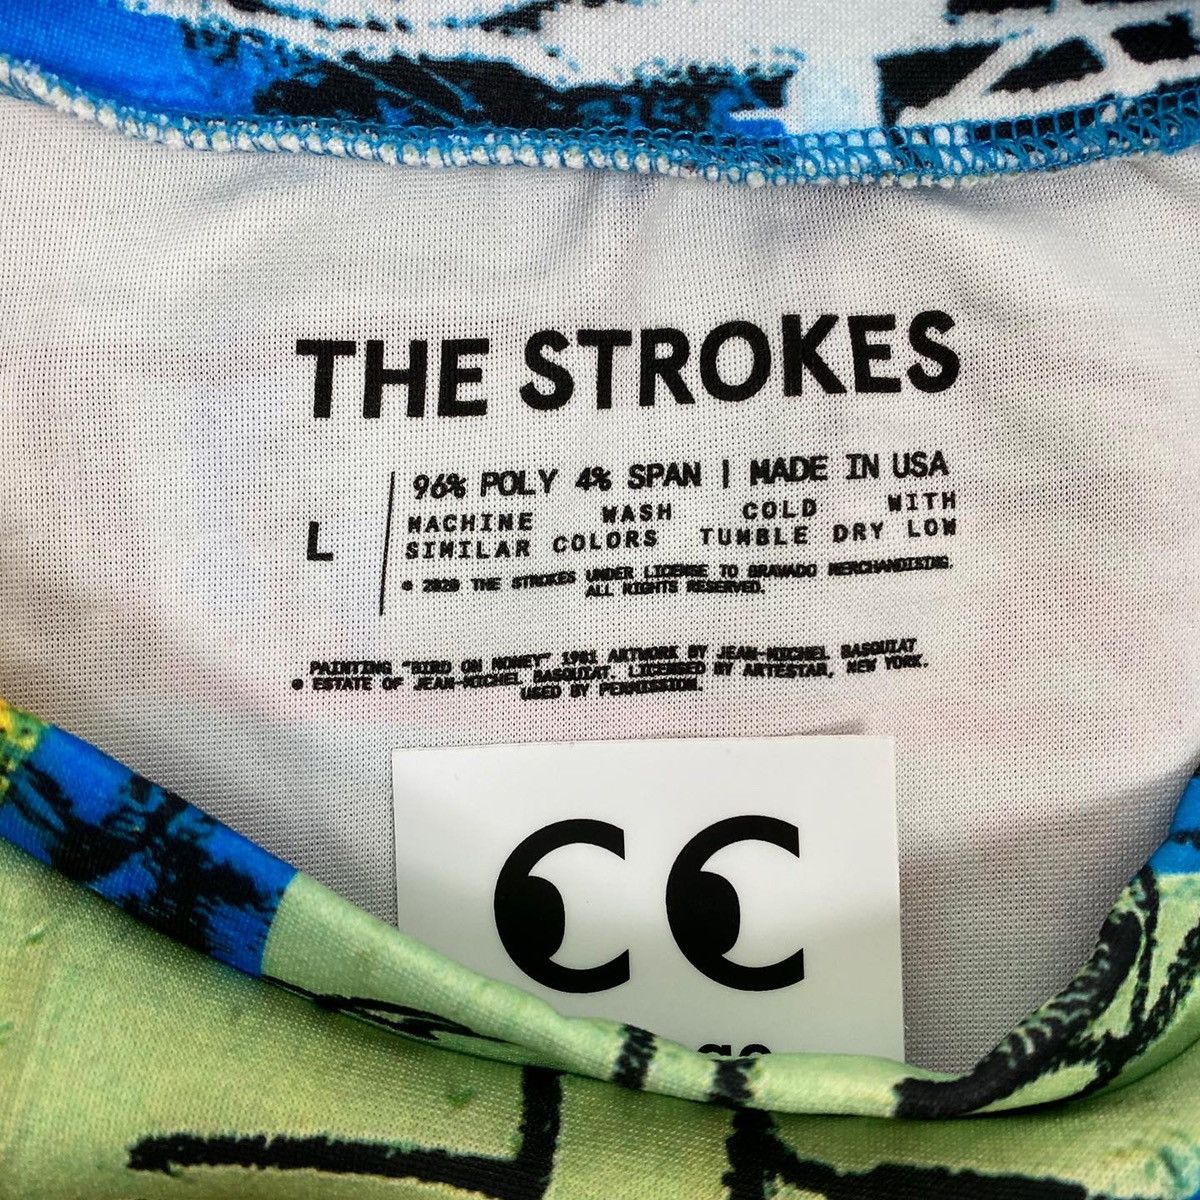 THE STROKES
96% POLY 4% SPAN | MADE IN USA
L
MACHINE WASH COLD WITH
SIMILAR COLORS TUMBLE DRY LOW
© 2020 THE STROKES UNDER LICENSE TO BRAVADO MERCHANDISING.
ALL RIGHTS RESERVED.
PAINTING "BIRD ON MONEY" 1981 ARTWORK BY JEAN-MICHEL BASQUIAT
© ESTATE OF JEAN-MICHEL BASQUIAT. LICENSED BY ARTESTAR, NEW YORK.
USED BY PERMISSION.
CC